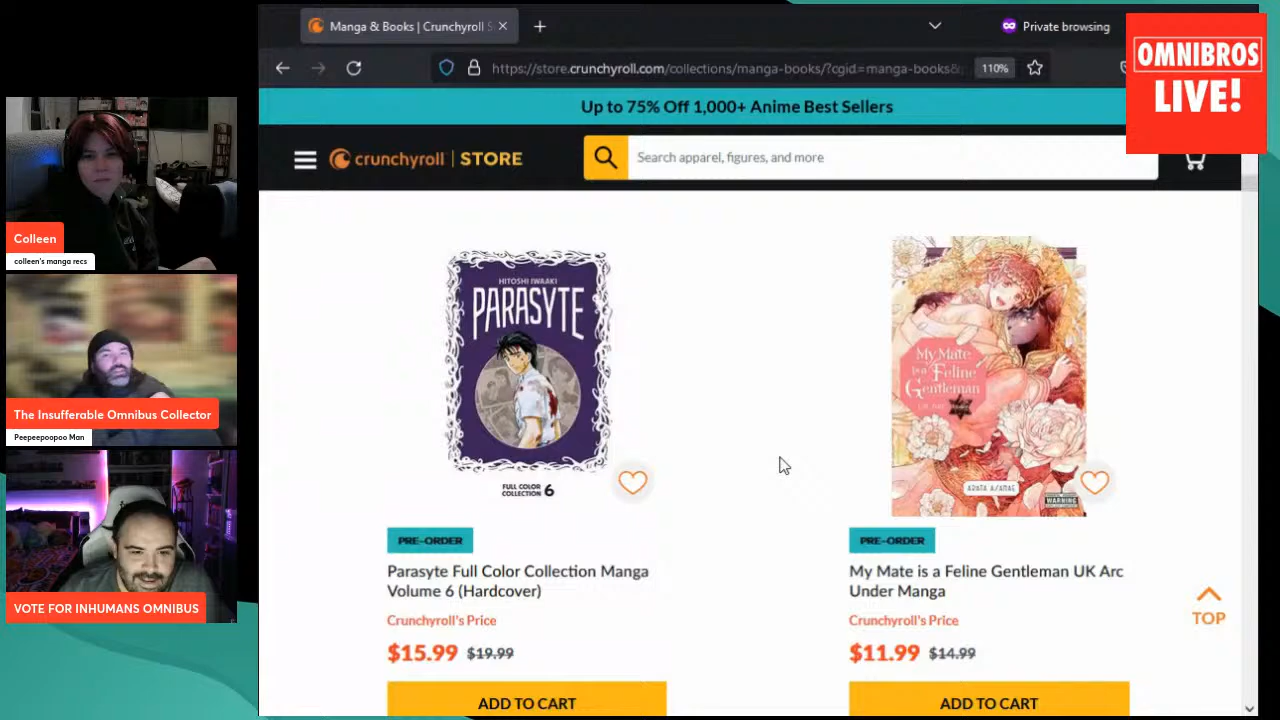 Manga & Books | Crunchyroll S
Private browsing
https://store.crunchyroll.com/collections/manga-books/?cgid=manga-books&
110%
OMNIBROS
LIVE!
Up to 75% Off 1,000+ Anime Best Sellers
crunchyroll | STORE
Search apparel, figures, and more
Colleen
colleen's manga recs
The Insufferable Omnibus Collector
Peepeepoopoo Man
VOTE FOR INHUMANS OMNIBUS
HITOSHI IWAAKI
PARASYTE
FULL COLOR
COLLECTION 6
My Mate
is a Feline
Gentleman
WARNING
PRE-ORDER
Parasyte Full Color Collection Manga
Volume 6 (Hardcover)
Crunchyroll's Price
$15.99 $19.99
ADD TO CART
PRE-ORDER
My Mate is a Feline Gentleman UK Arc
Under Manga
Crunchyroll's Price
$11.99 $14.99
ADD TO CART
TOP